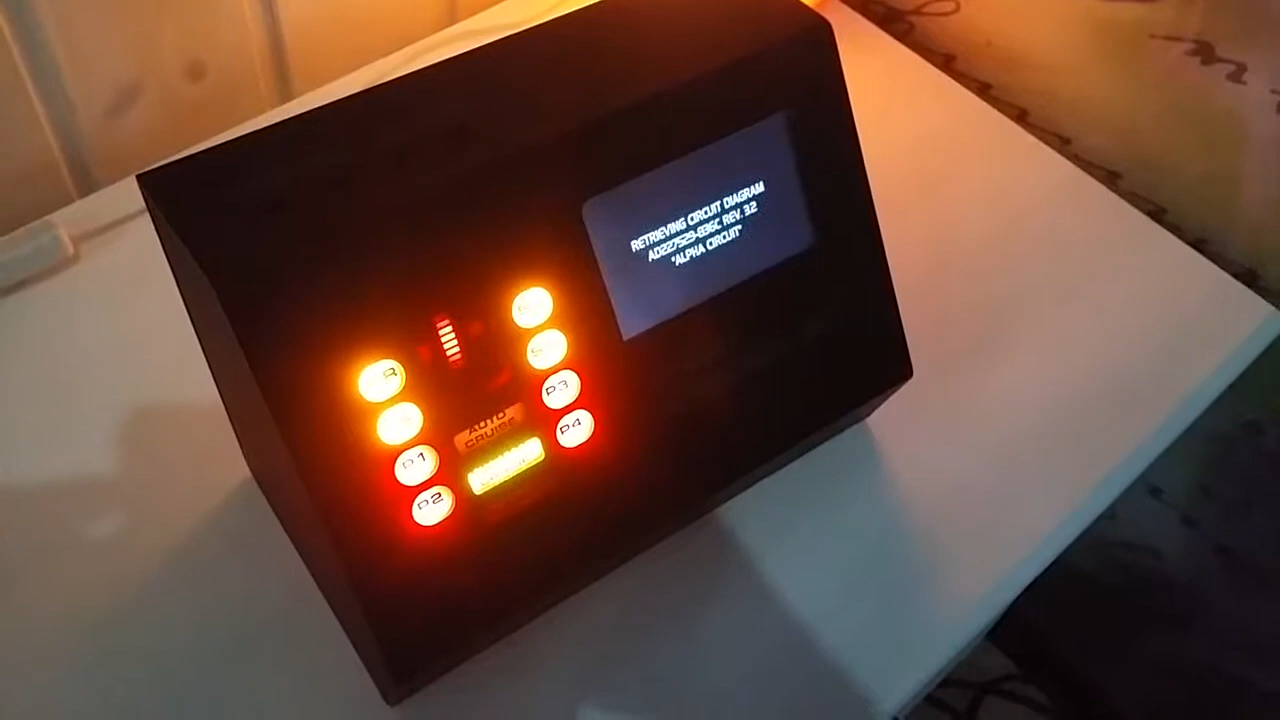 RETRIEVING CIRCUIT DIAGRAM
AD227529-836C REV. 3.2
"ALPHA CIRCUIT"
P3
P4
AUTO
CRUISE
P1
P2